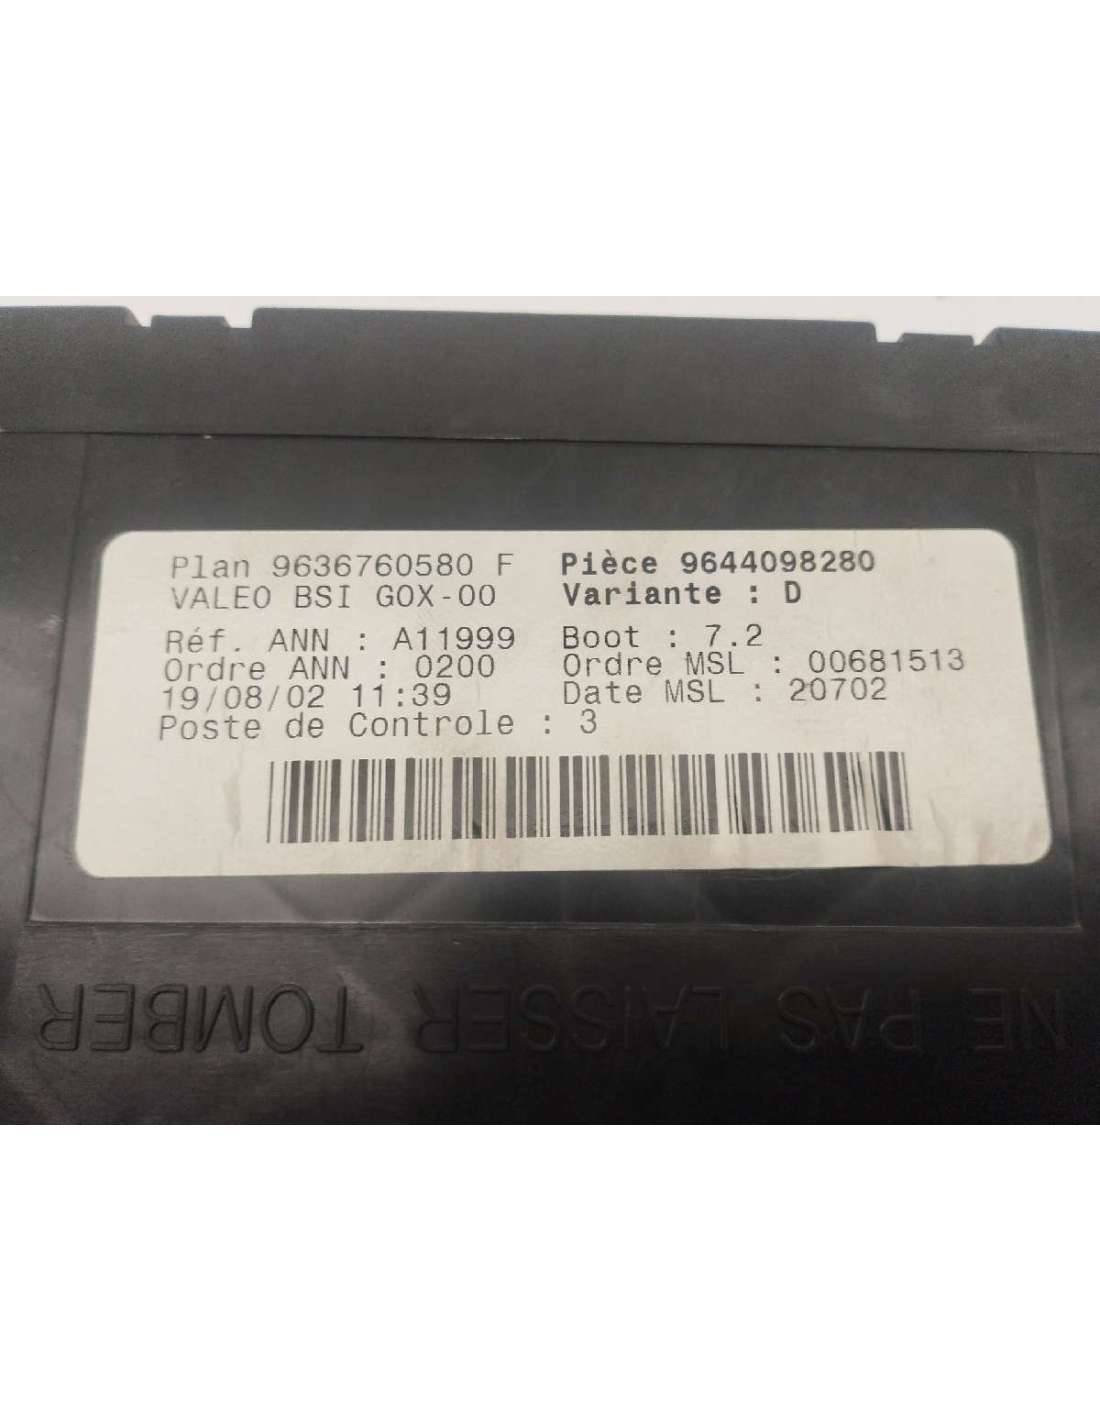 Plan 9636760580 F Pièce 9644098280
VALEO BSI G0X-00 Variante : D
Réf. ANN : A11999 Boot : 7.2
Ordre ANN : 0200 Ordre MSL : 00681513
19/08/02 11:39 Date MSL : 20702
Poste de Controle : 3
NE PAS LAISSER TOMBER